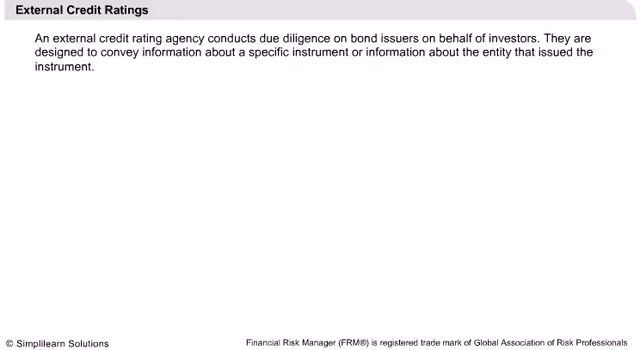 External Credit Ratings
An external credit rating agency conducts due diligence on bond issuers on behalf of investors. They are
designed to convey information about a specific instrument or information about the entity that issued the
instrument.
© Simplilearn Solutions
Financial Risk Manager (FRM®) is registered trade mark of Global Association of Risk Professionals